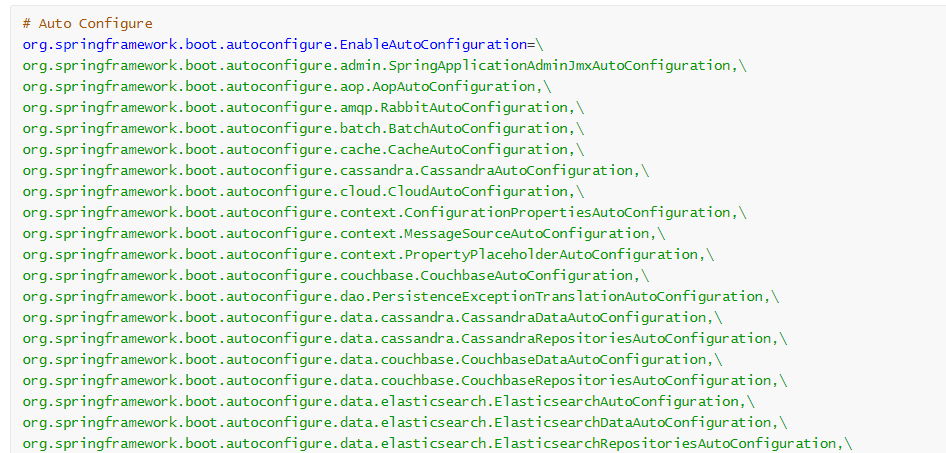 # Auto Configure
org.springframework.boot.autoconfigure.EnableAutoConfiguration=\
org.springframework.boot.autoconfigure.admin.SpringApplicationAdminJmxAutoConfiguration,\
org.springframework.boot.autoconfigure.aop.AopAutoConfiguration,\
org.springframework.boot.autoconfigure.amqp.RabbitAutoConfiguration,\
org.springframework.boot.autoconfigure.batch.BatchAutoConfiguration,\
org.springframework.boot.autoconfigure.cache.CacheAutoConfiguration,\
org.springframework.boot.autoconfigure.cassandra.CassandraAutoConfiguration,\
org.springframework.boot.autoconfigure.cloud.CloudAutoConfiguration,\
org.springframework.boot.autoconfigure.context.ConfigurationPropertiesAutoConfiguration,\
org.springframework.boot.autoconfigure.context.MessageSourceAutoConfiguration,\
org.springframework.boot.autoconfigure.context.PropertyPlaceholderAutoConfiguration,\
org.springframework.boot.autoconfigure.couchbase.CouchbaseAutoConfiguration,\
org.springframework.boot.autoconfigure.dao.PersistenceExceptionTranslationAutoConfiguration,\
org.springframework.boot.autoconfigure.data.cassandra.CassandraDataAutoConfiguration,\
org.springframework.boot.autoconfigure.data.cassandra.CassandraRepositoriesAutoConfiguration,\
org.springframework.boot.autoconfigure.data.couchbase.CouchbaseDataAutoConfiguration,\
org.springframework.boot.autoconfigure.data.couchbase.CouchbaseRepositoriesAutoConfiguration,\
org.springframework.boot.autoconfigure.data.elasticsearch.ElasticsearchAutoConfiguration,\
org.springframework.boot.autoconfigure.data.elasticsearch.ElasticsearchDataAutoConfiguration,\
org.springframework.boot.autoconfigure.data.elasticsearch.ElasticsearchRepositoriesAutoConfiguration,\